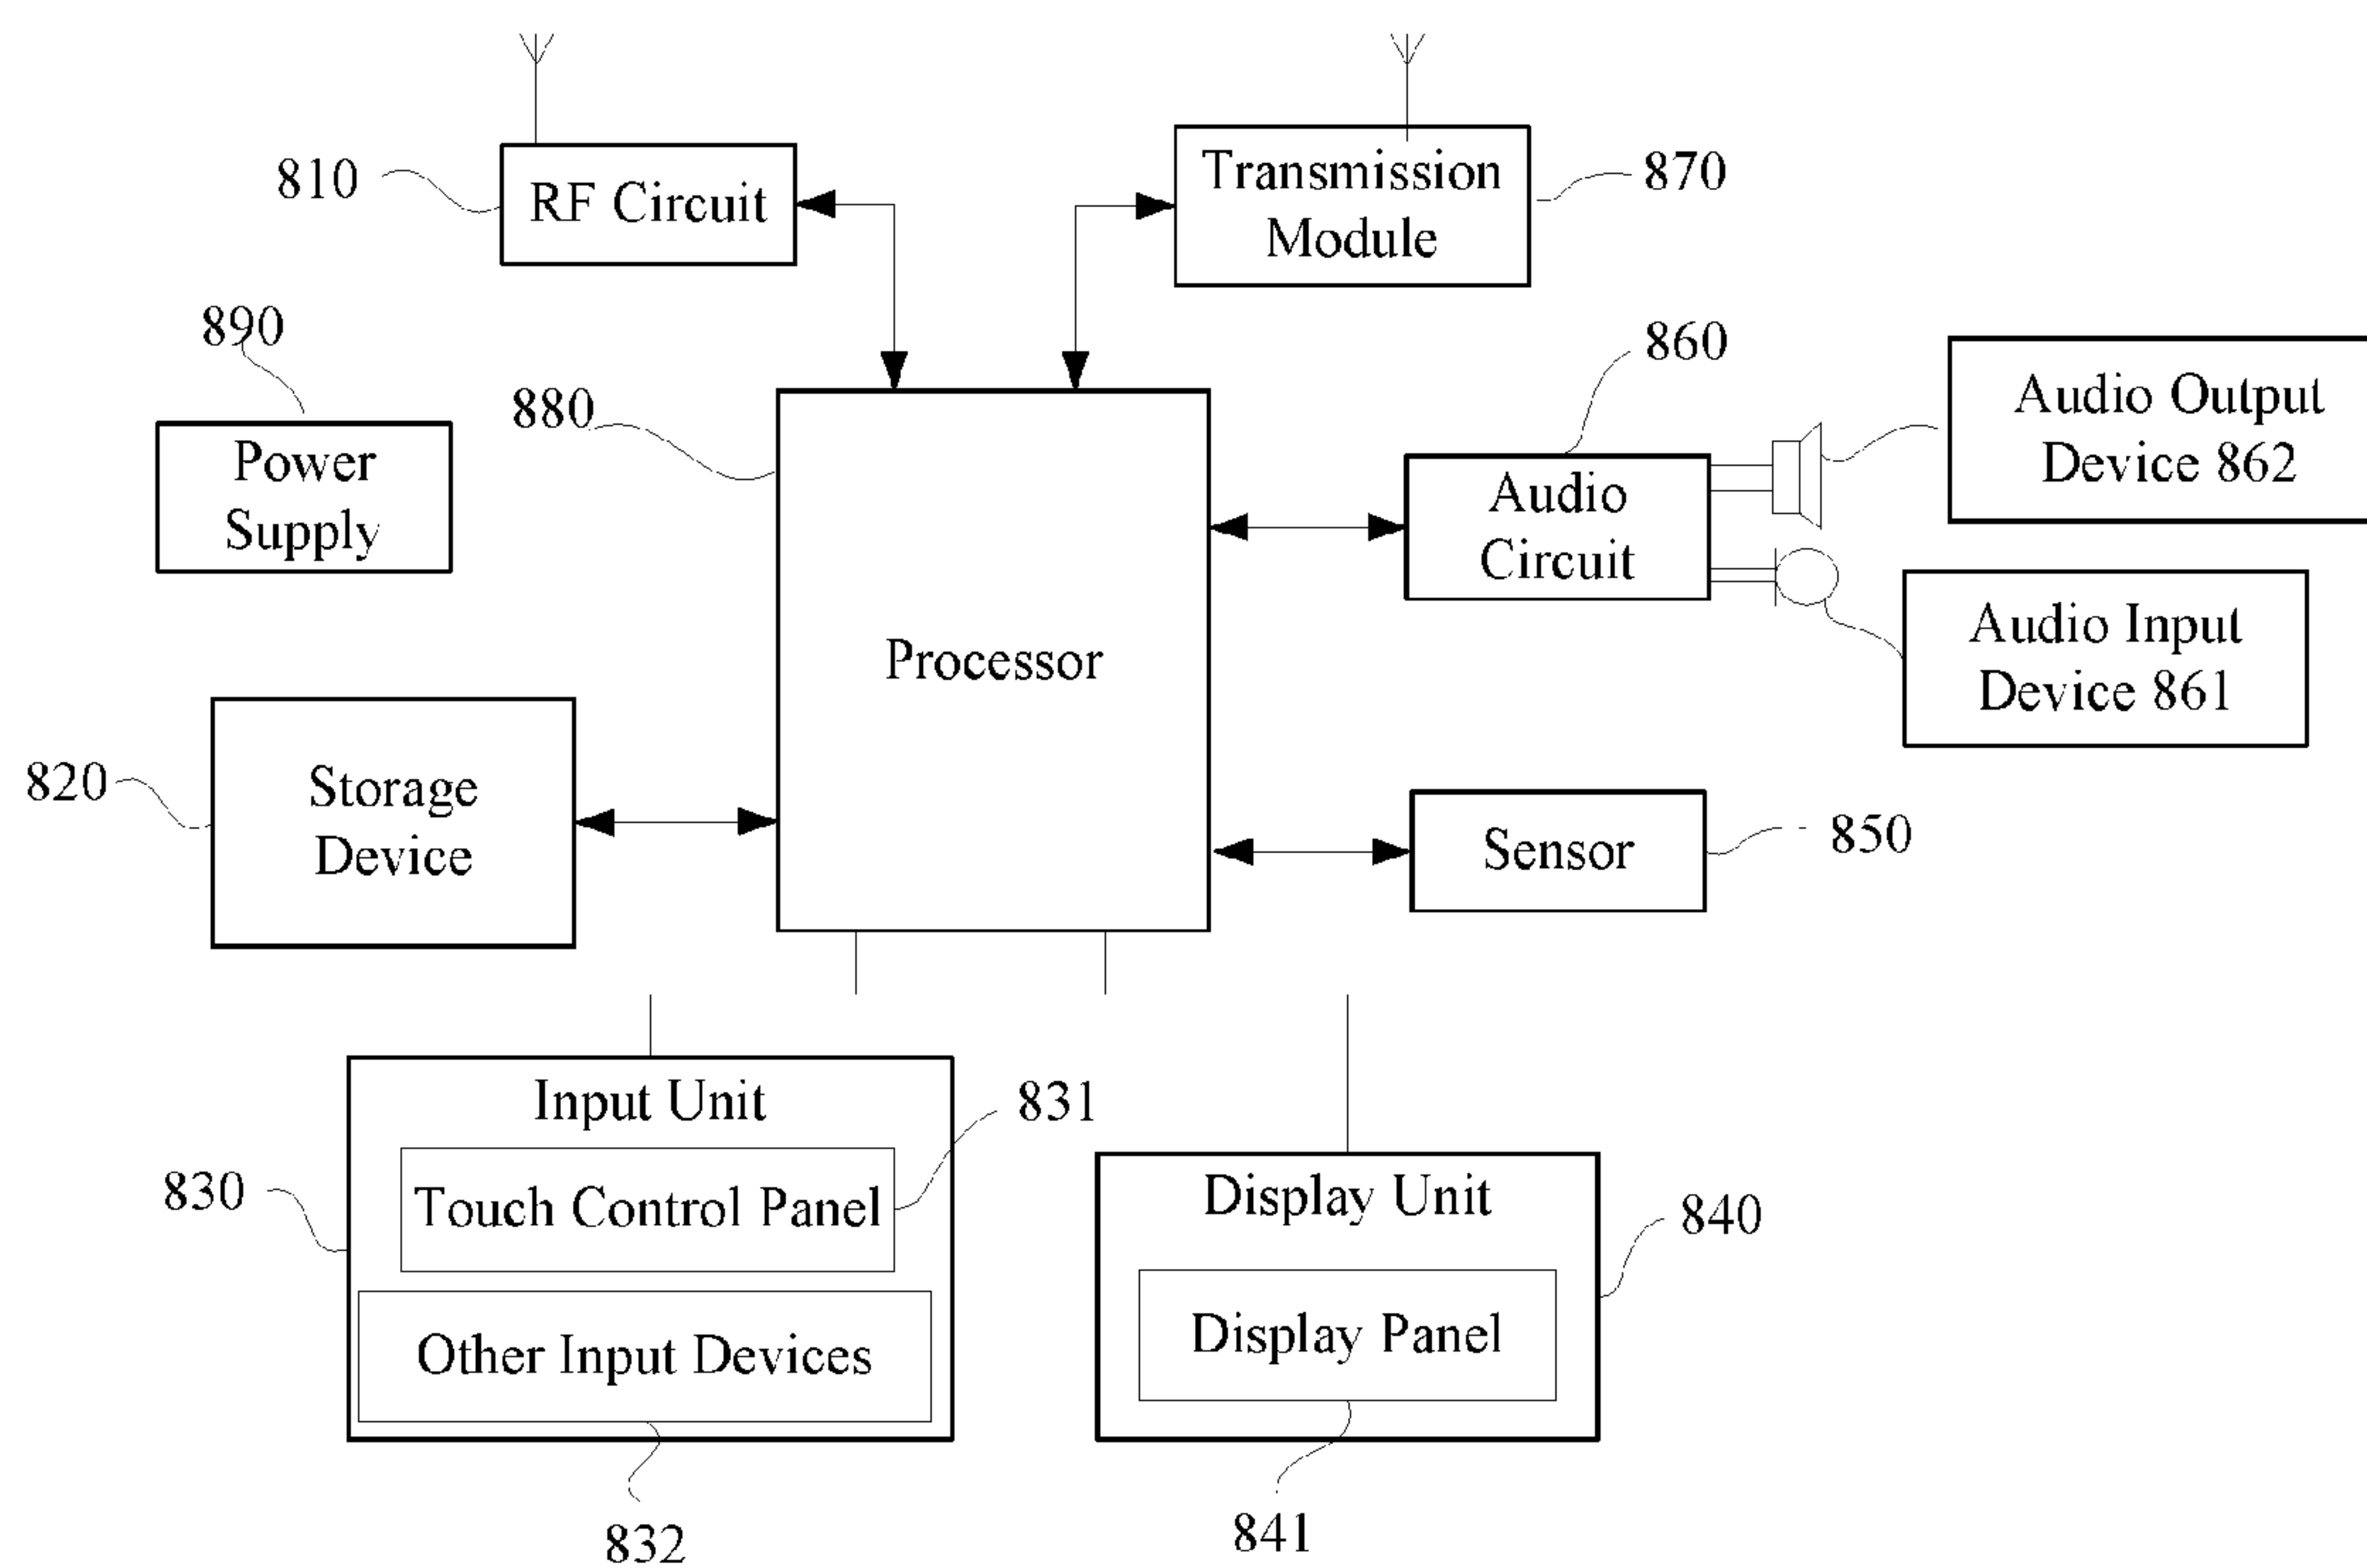 810
RF Circuit
Transmission
Module
870
890
Power
Supply
880
Processor
860
Audio
Circuit
Audio Output
Device 862
Audio Input
Device 861
820
Storage
Device
Sensor
850
Input Unit
831
Touch Control Panel
830
Other Input Devices
832
Display Unit
840
Display Panel
841